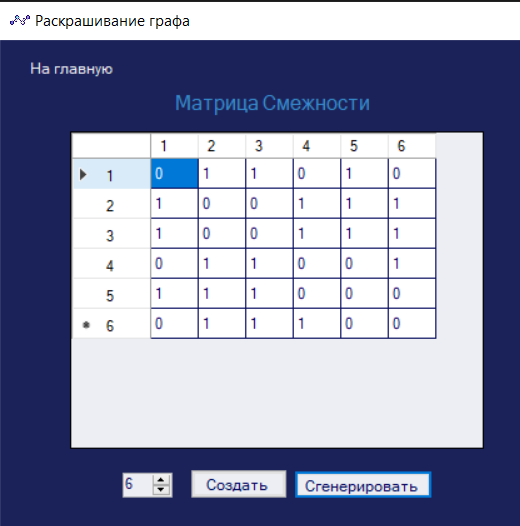 Раскрашивание графа
На главную
Матрица Смежности
1 2 3 4 5 6
1 0 1 1 0 1 0
2 1 0 0 1 1 1
3 1 0 0 1 1 1
4 0 1 1 0 0 1
5 1 1 1 0 0 0
6 0 1 1 1 0 0
6 Создать Сгенерировать